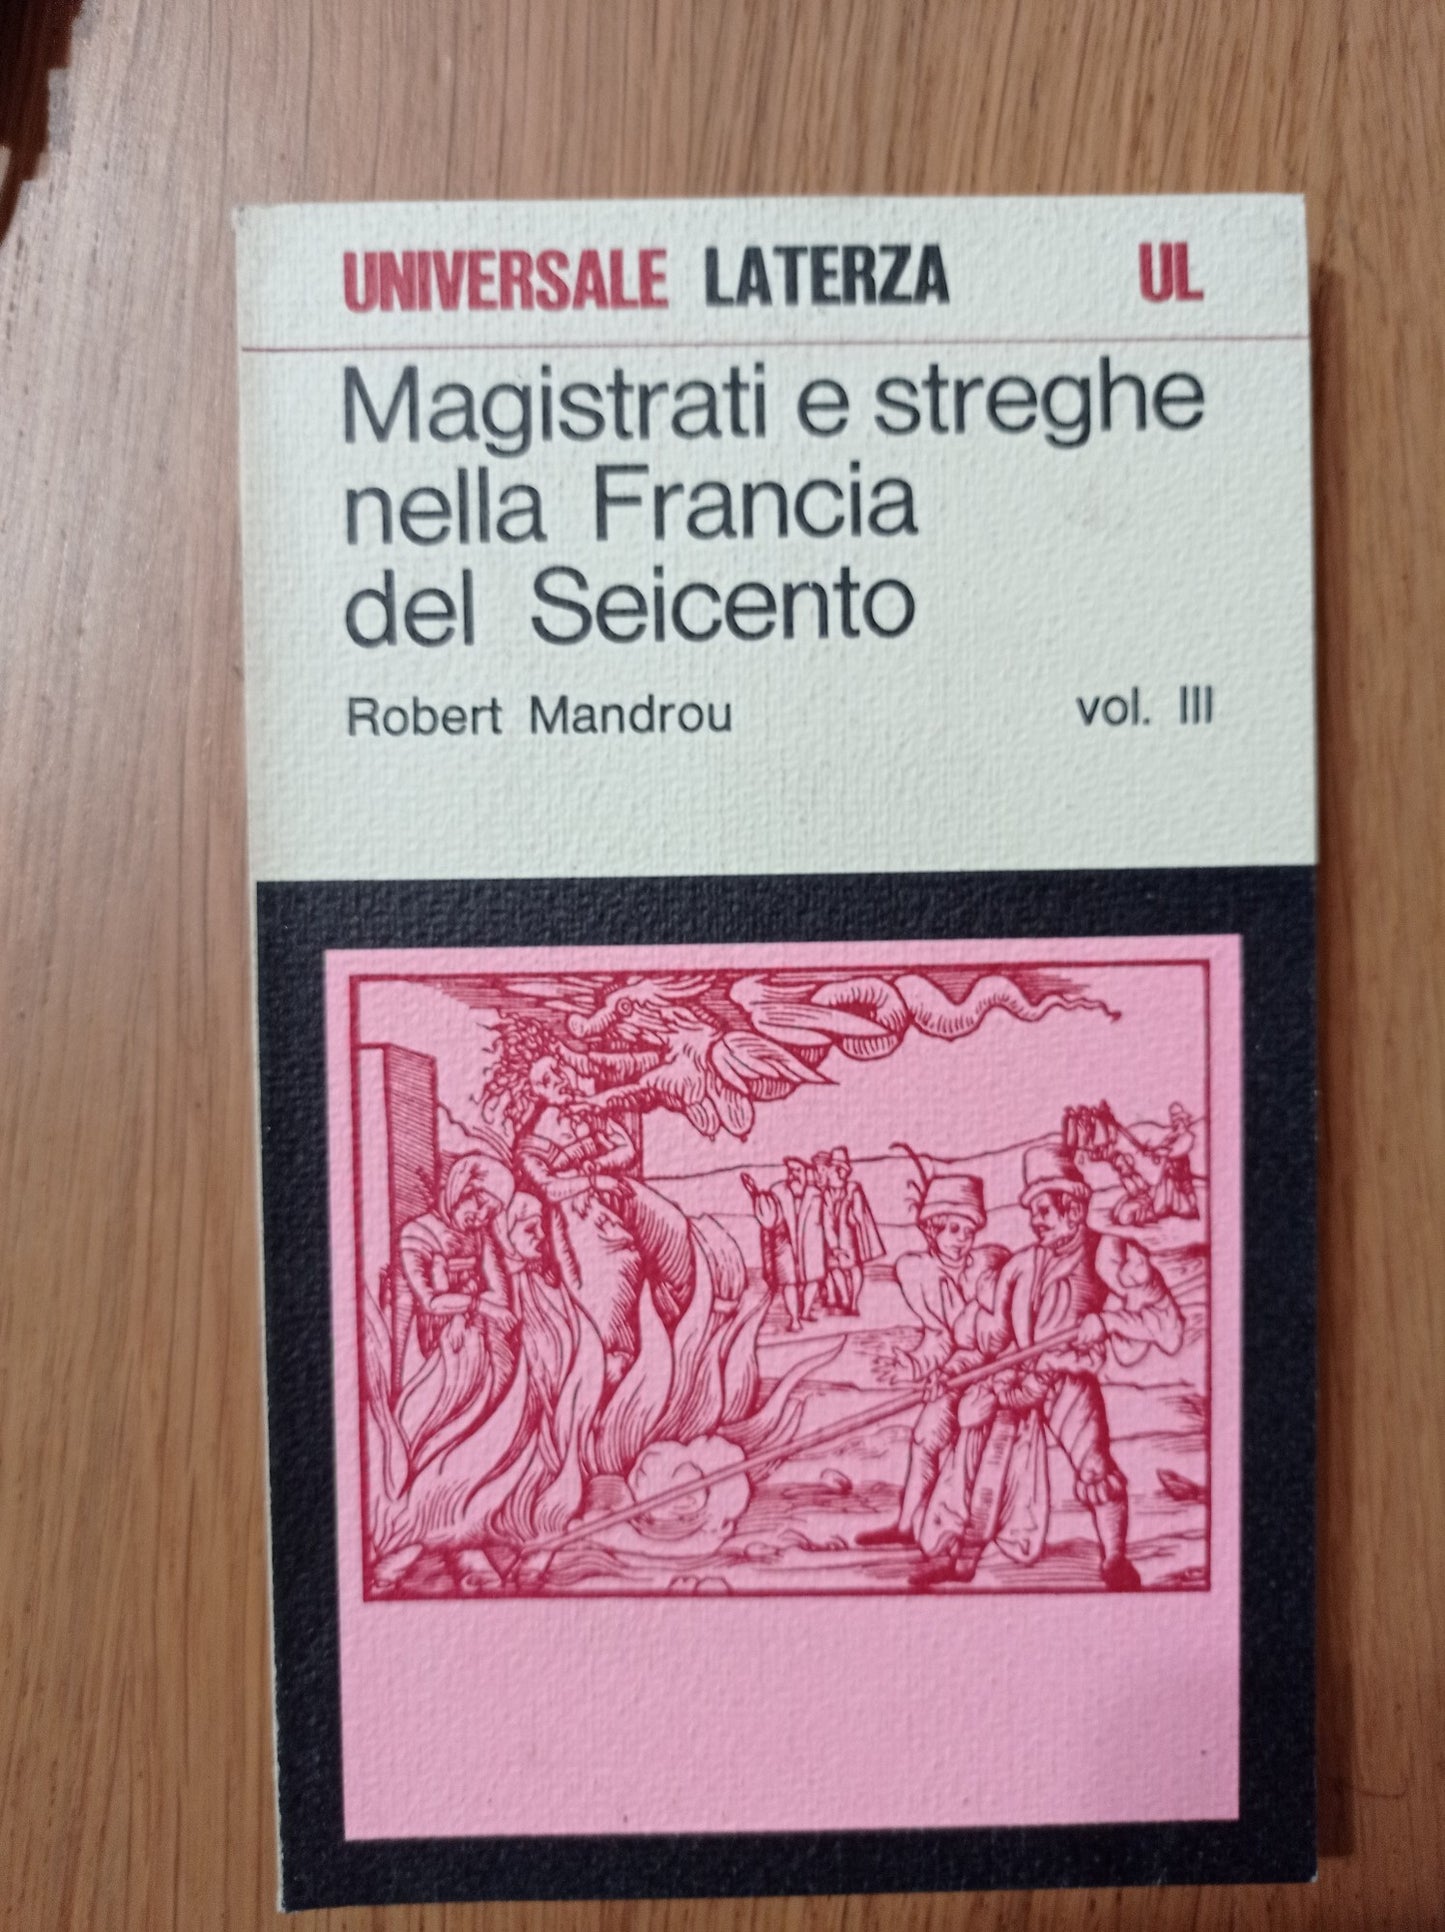 UNIVERSALE LATERZA UL
Magistrati e streghe
nella Francia
del Seicento
Robert Mandrou vol. III